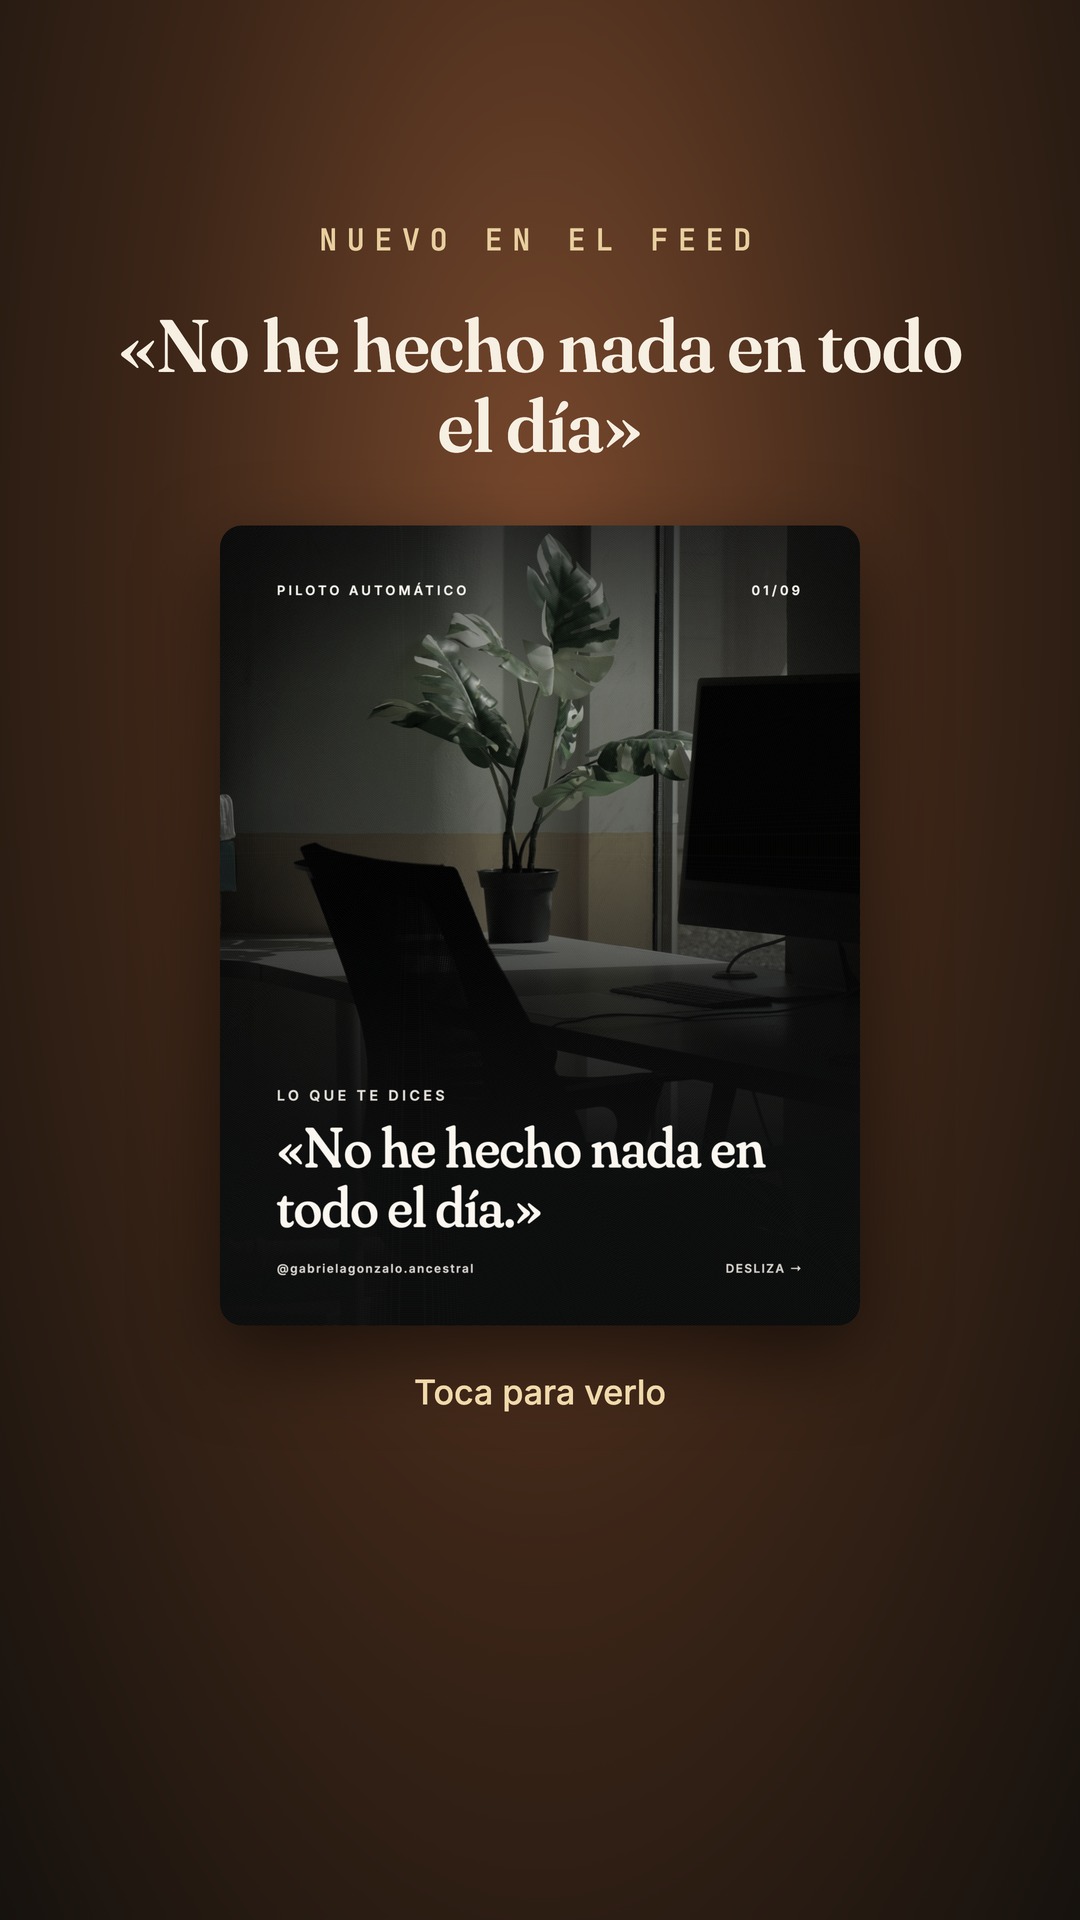 NUEVO EN EL FEED
«No he hecho nada en todo
el día»
PILOTO AUTOMÁTICO
01/09
LO QUE TE DICES
«No he hecho nada en
todo el día.»
@gabrielagonzalo.ancestral
DESLIZA →
Toca para verlo